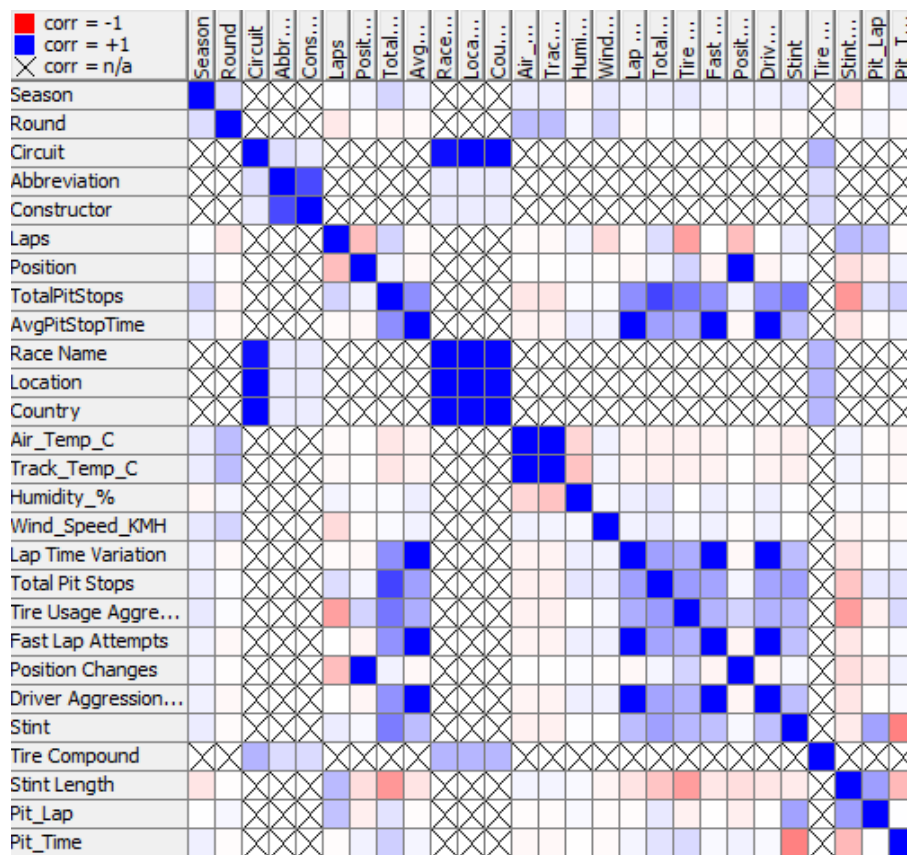 corr = -1
corr = +1
corr = n/a
Season
Round
Circuit
Abbr...
Cons...
Laps
Posit...
Total...
Avg...
Race...
Loca...
Cou...
Air_...
Trac...
Humi...
Wind...
Lap ...
Total...
Tire ...
Fast ...
Posit...
Driv...
Stint
Tire ...
Stint...
Pit_Lap
Pit_T...
Season
Round
Circuit
Abbreviation
Constructor
Laps
Position
TotalPitStops
AvgPitStopTime
Race Name
Location
Country
Air_Temp_C
Track_Temp_C
Humidity_%
Wind_Speed_KMH
Lap Time Variation
Total Pit Stops
Tire Usage Aggre...
Fast Lap Attempts
Position Changes
Driver Aggression...
Stint
Tire Compound
Stint Length
Pit_Lap
Pit_Time